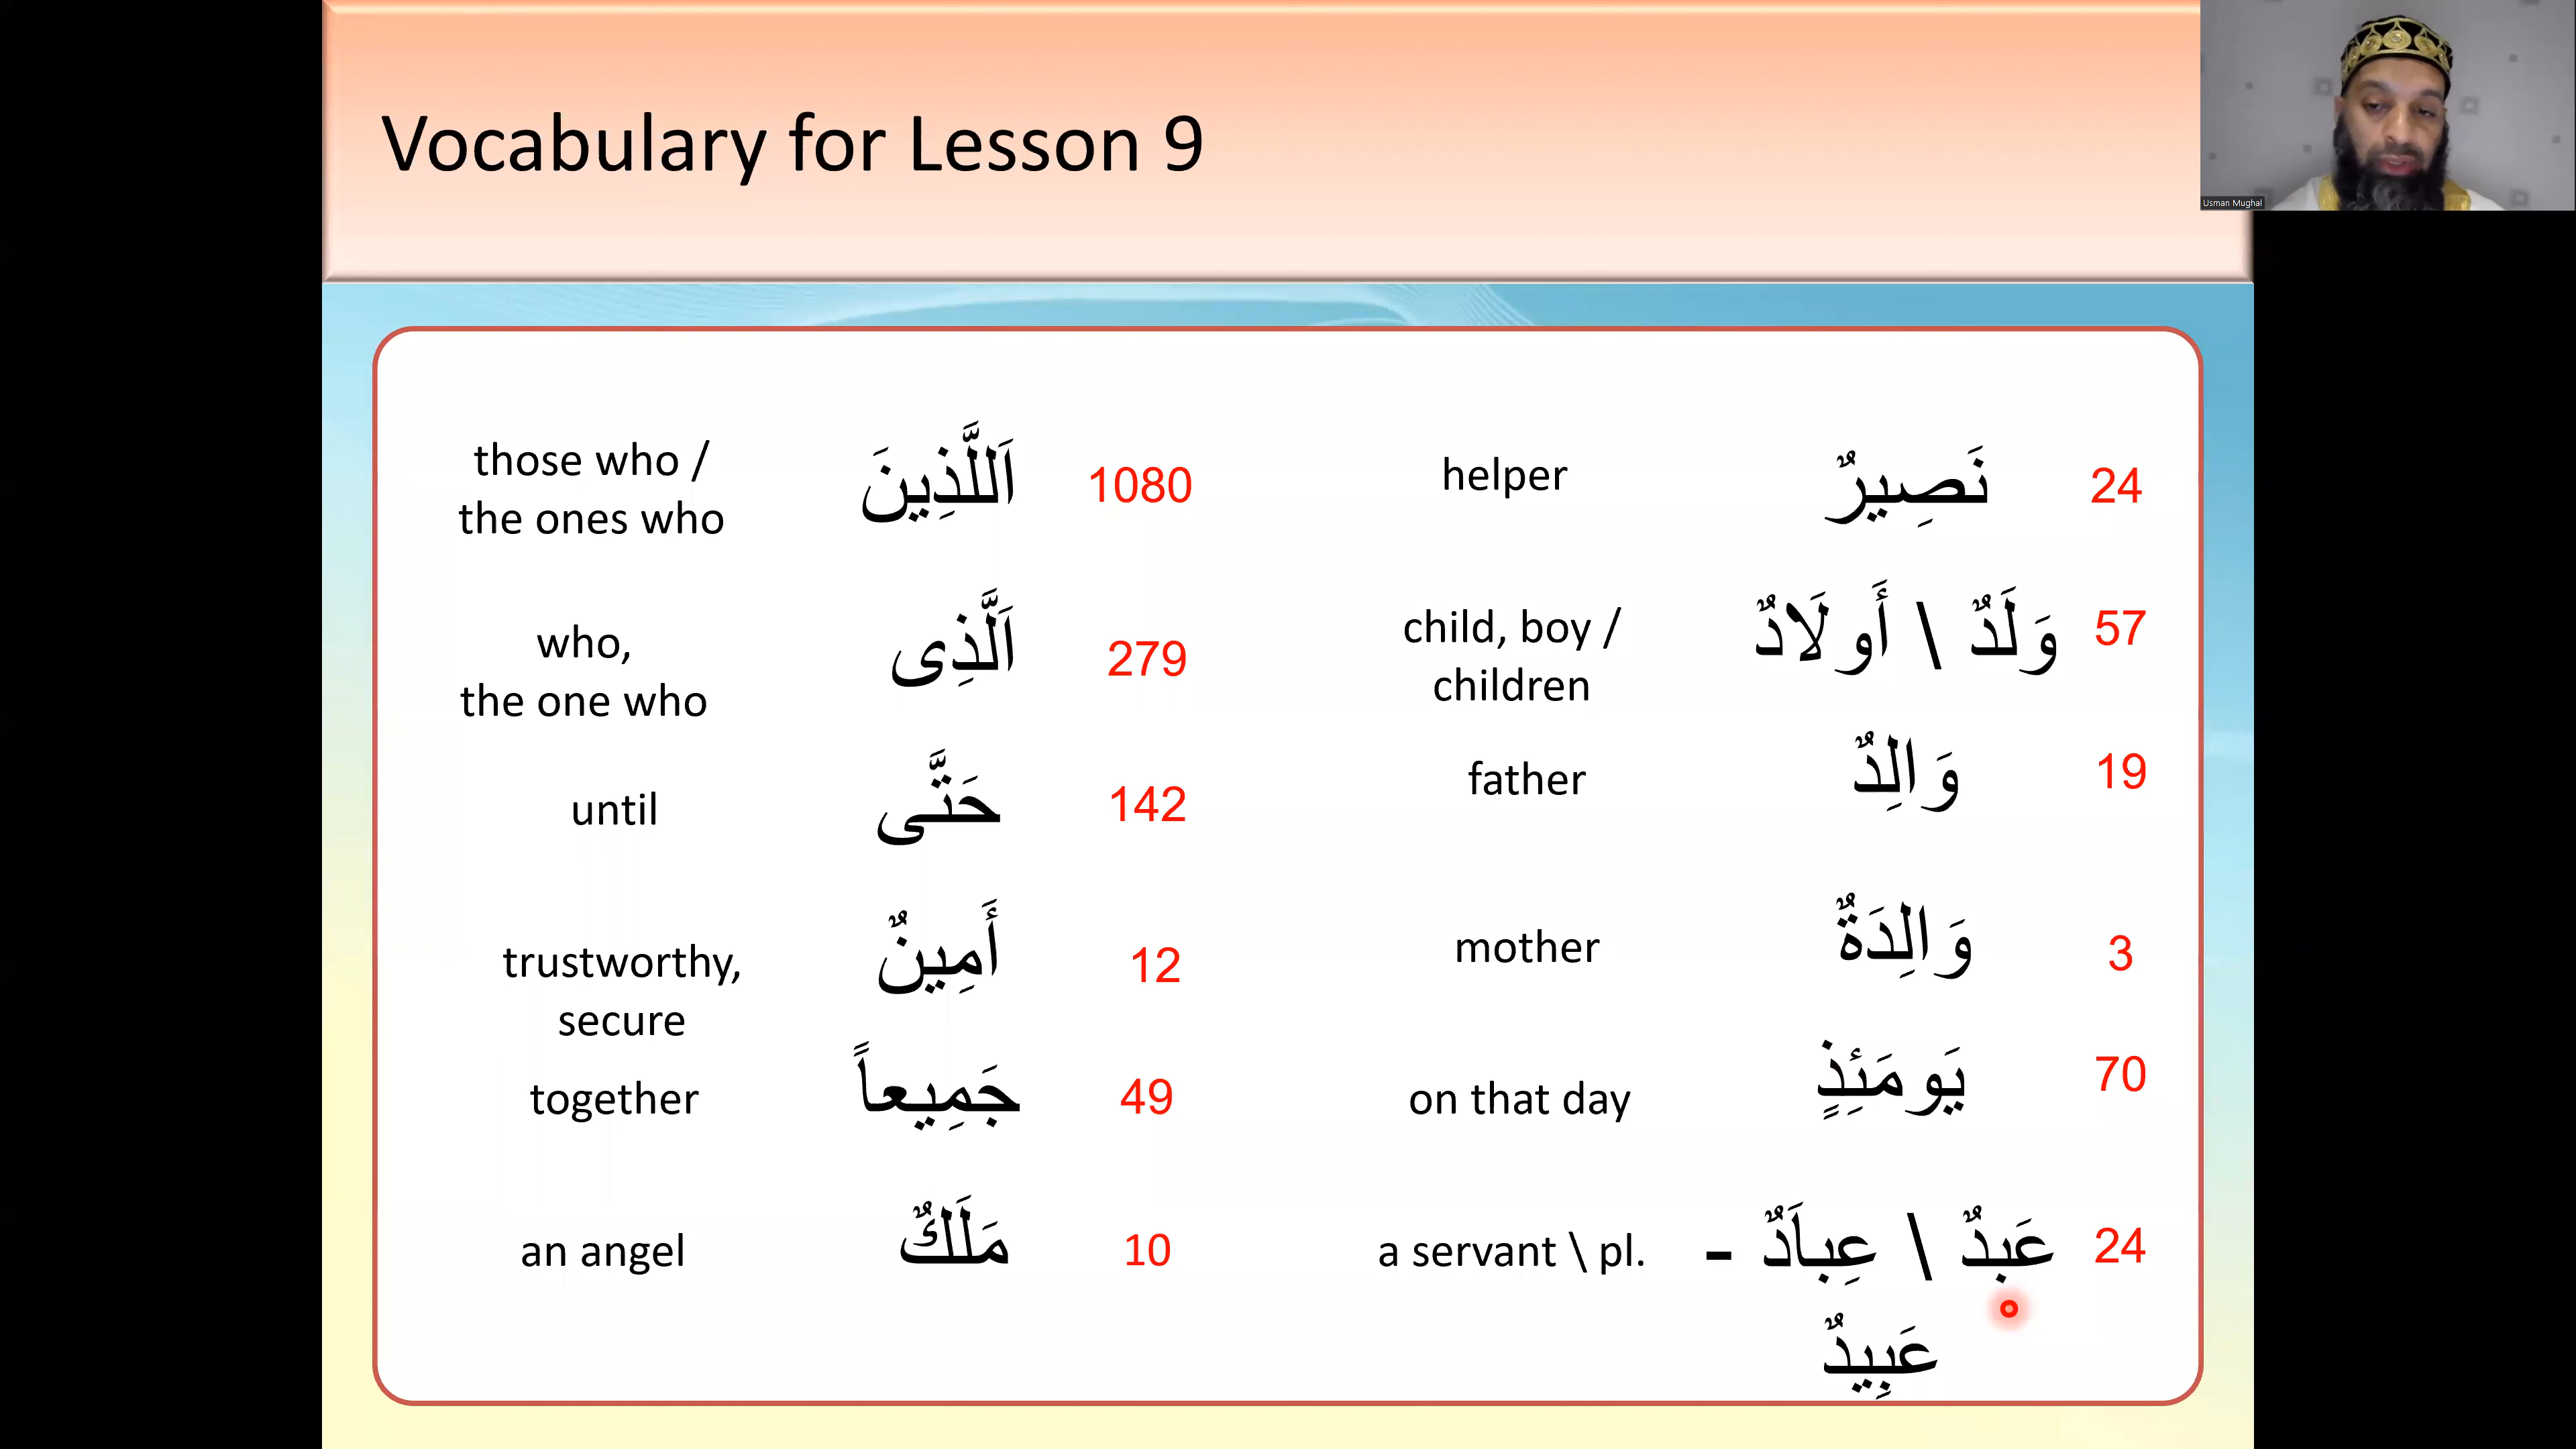 Vocabulary for Lesson 9
Usman Mughal
those who /
the ones who
اَللَّذِينَ
1080
helper
نَصِيرٌ
24
who,
the one who
اَلَّذِى
279
child, boy /
children
وَلَدٌ \ أَولَادٌ
57
until
حَتَّى
142
father
وَالِدٌ
19
trustworthy,
secure
أَمِينٌ
12
mother
وَالِدَةٌ
3
together
جَمِيعاً
49
on that day
يَومَئِذٍ
70
an angel
مَلَكٌ
10
a servant \ pl.
عَبدٌ \ عِباَدٌ -
عَبِيدٌ
24